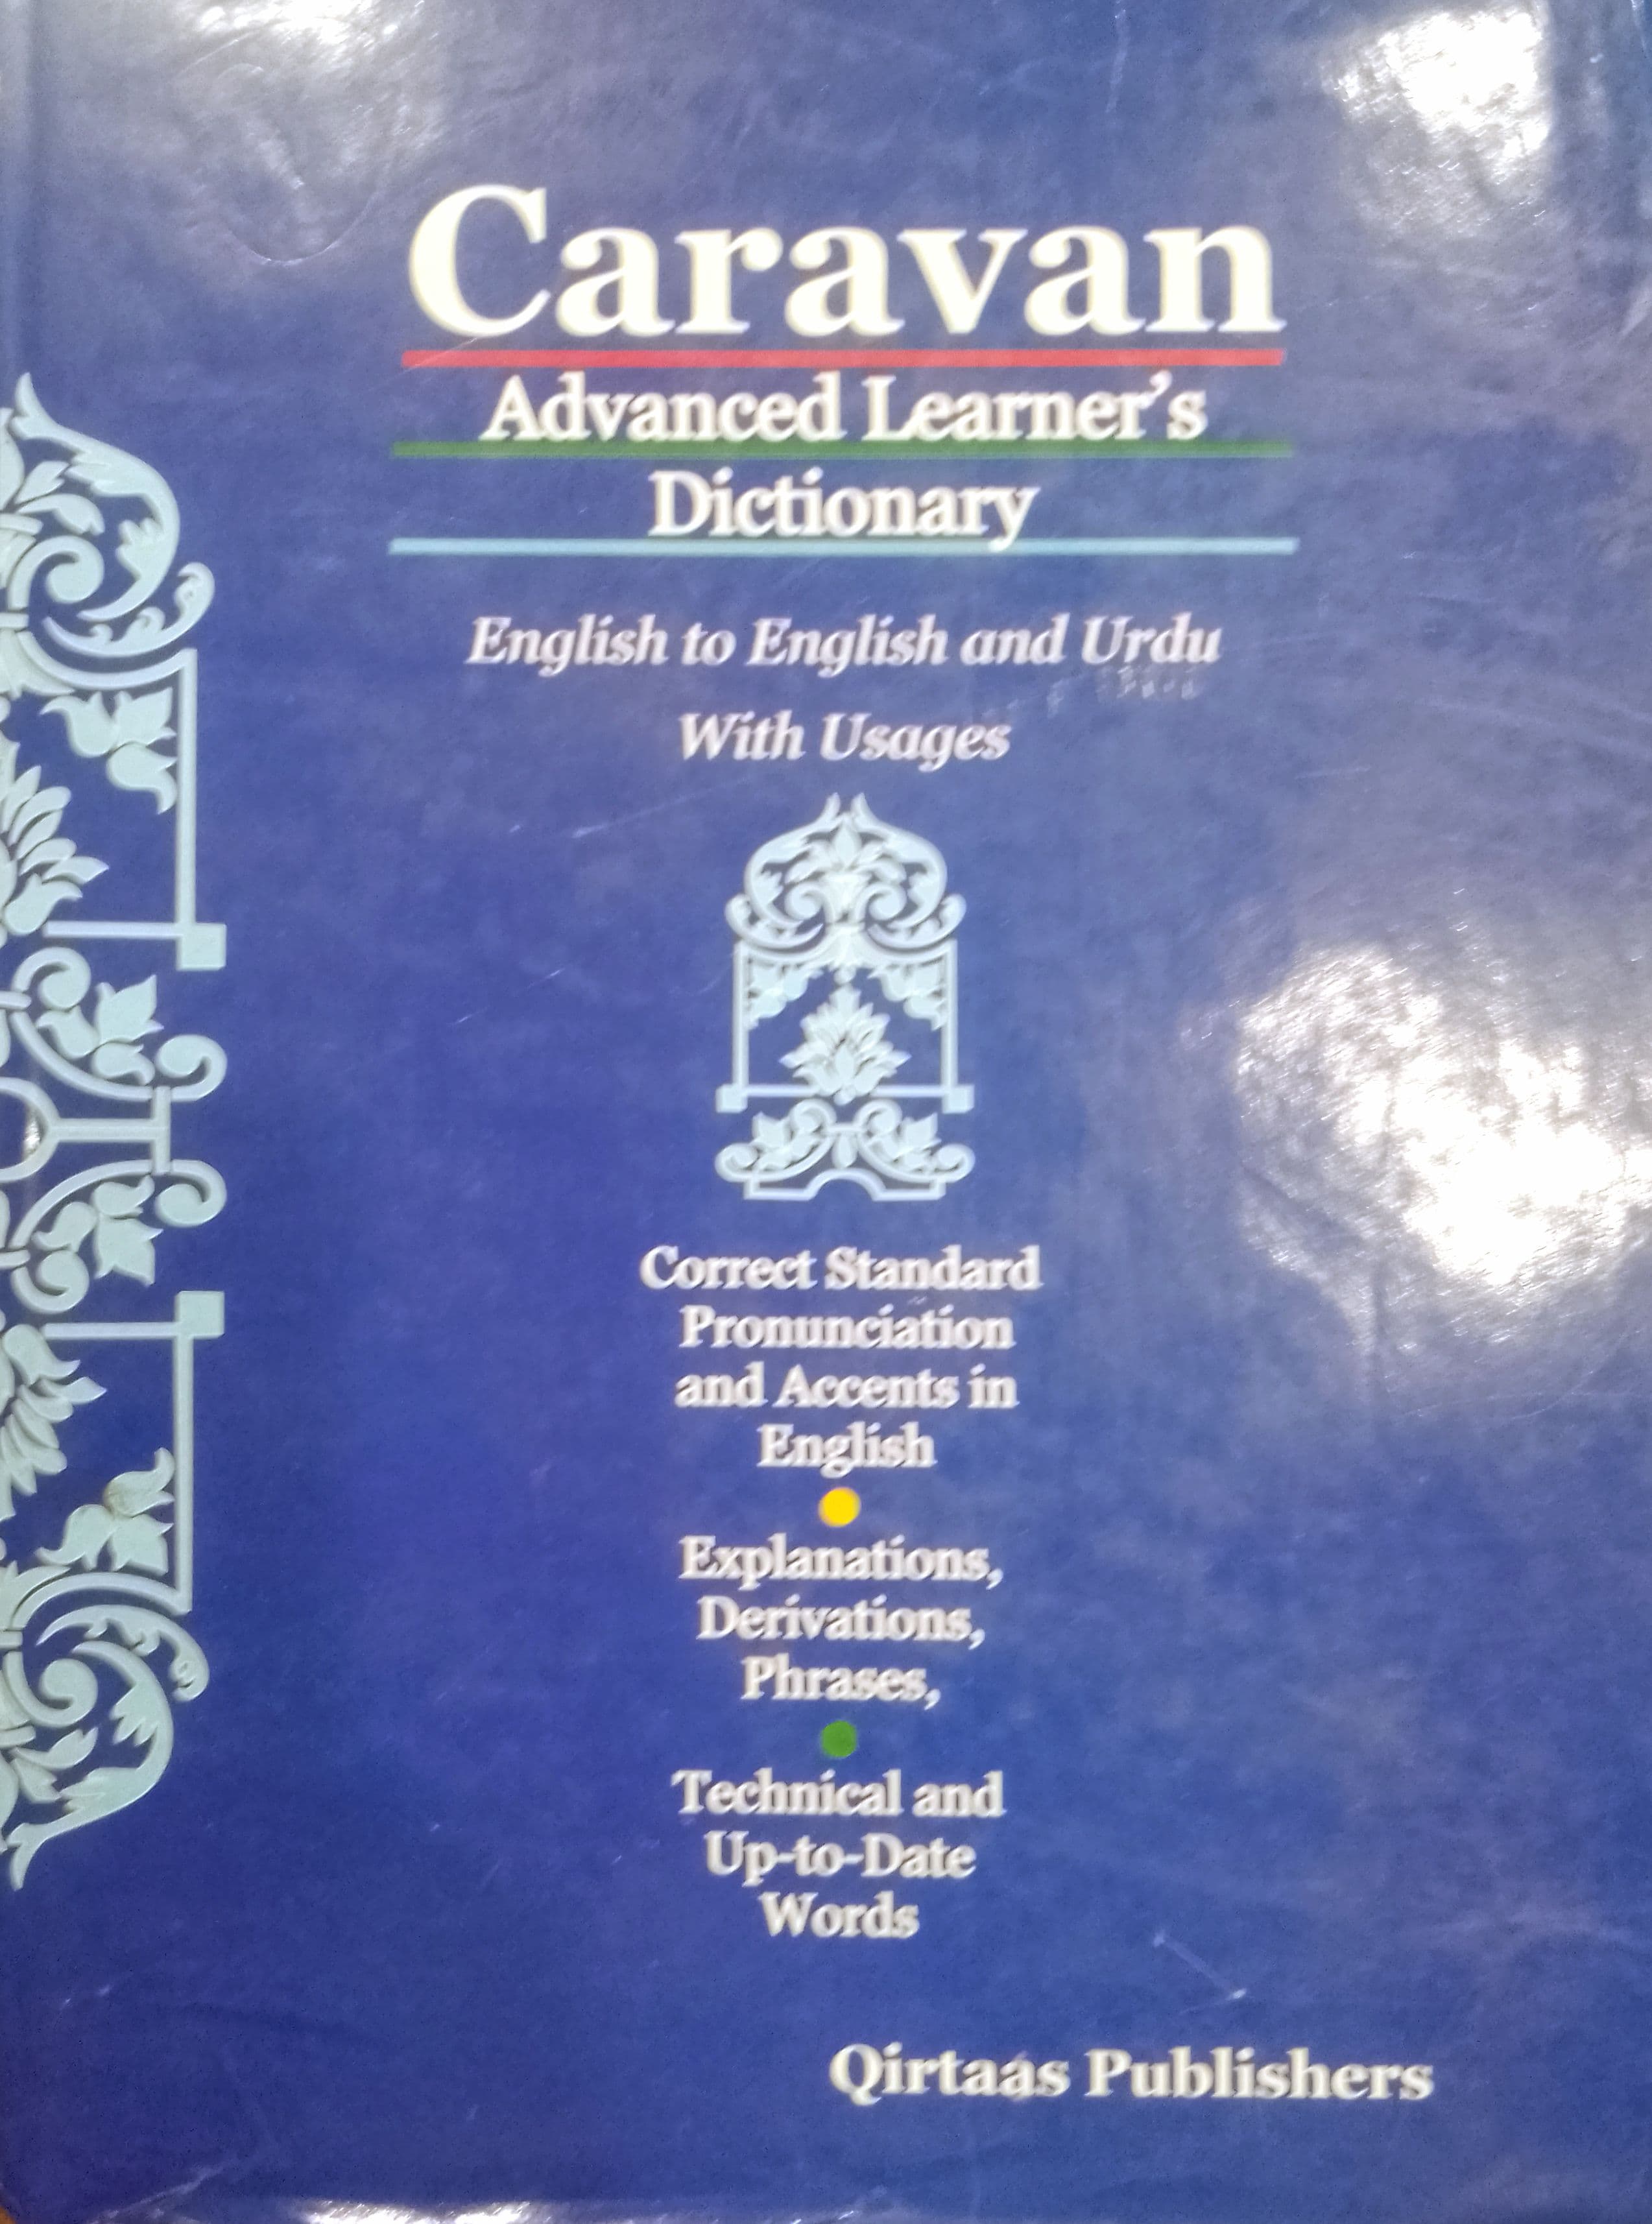 Caravan
Advanced Learner's
Dictionary
English to English and Urdu
With Usages
Correct Standard
Pronunciation
and Accents in
English
Explanations,
Derivations,
Phrases,
Technical and
Up-to-Date
Words
Qirtaas Publishers